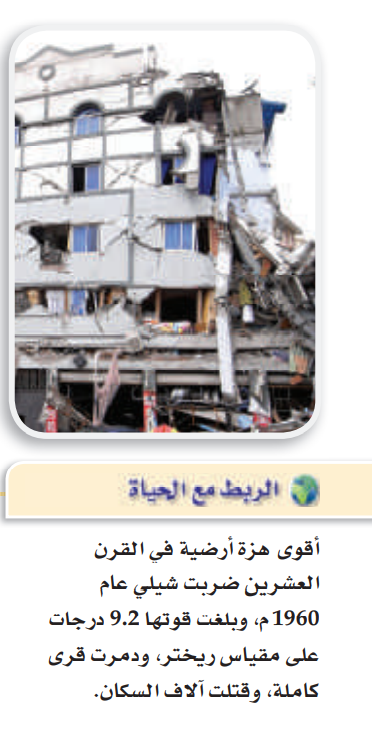 الربط مع الحياة
أقوى هزة أرضية في القرن
العشرين ضربت شيلي عام
1960 م، وبلغت قوتها 9.2 درجات
على مقياس ريختر، ودمرت قرى
كاملة، وقتلت آلاف السكان.